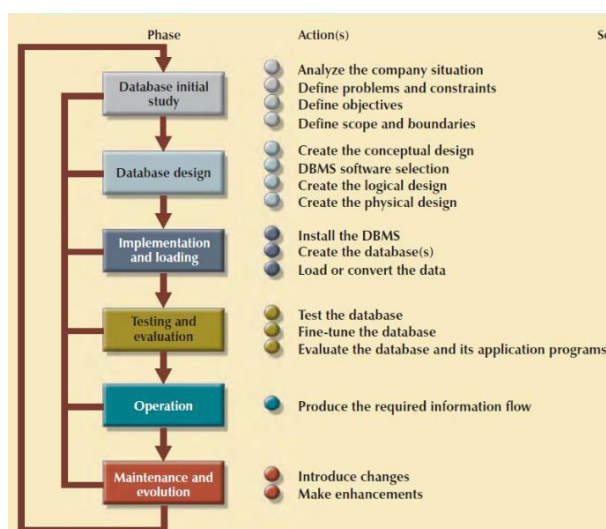 Phase
Action(s)
Database initial
study
Analyze the company situation
Define problems and constraints
Define objectives
Define scope and boundaries
Database design
Create the conceptual design
DBMS software selection
Create the logical design
Create the physical design
Implementation
and loading
Install the DBMS
Create the database(s)
Load or convert the data
Testing and
evaluation
Test the database
Fine-tune the database
Evaluate the database and its application programs
Operation
Produce the required information flow
Maintenance and
evolution
Introduce changes
Make enhancements